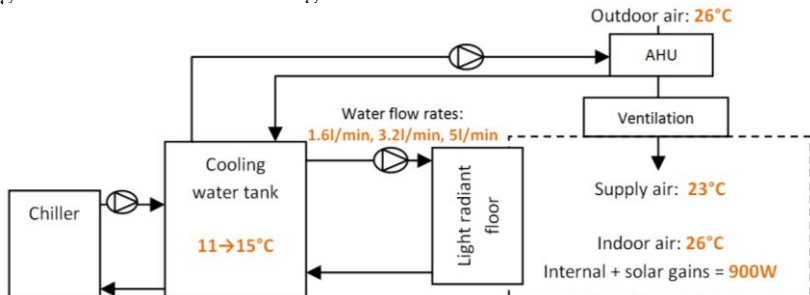 Outdoor air: 26°C
AHU
Ventilation
Water flow rates:
1.6l/min, 3.2l/min, 5l/min
Cooling
water tank
11→15°C
Chiller
Light radiant
floor
Supply air: 23°C
Indoor air: 26°C
Internal + solar gains = 900W